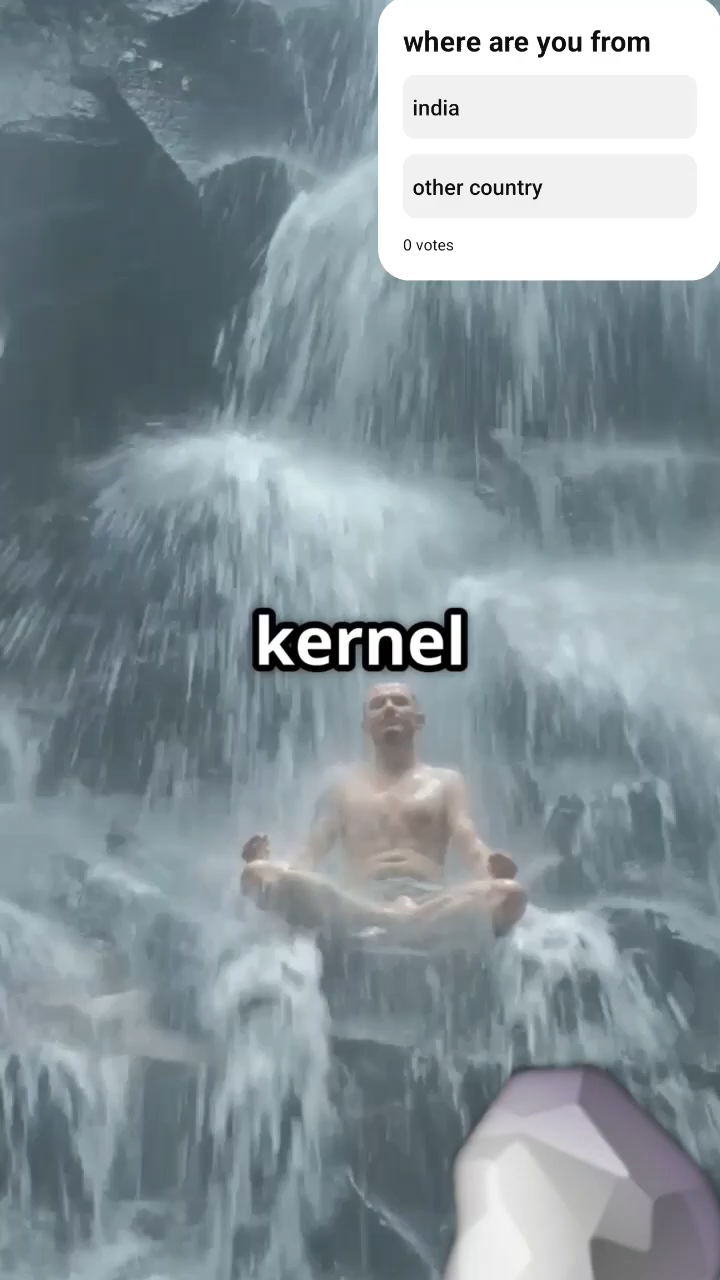 where are you from
india
other country
0 votes
kernel